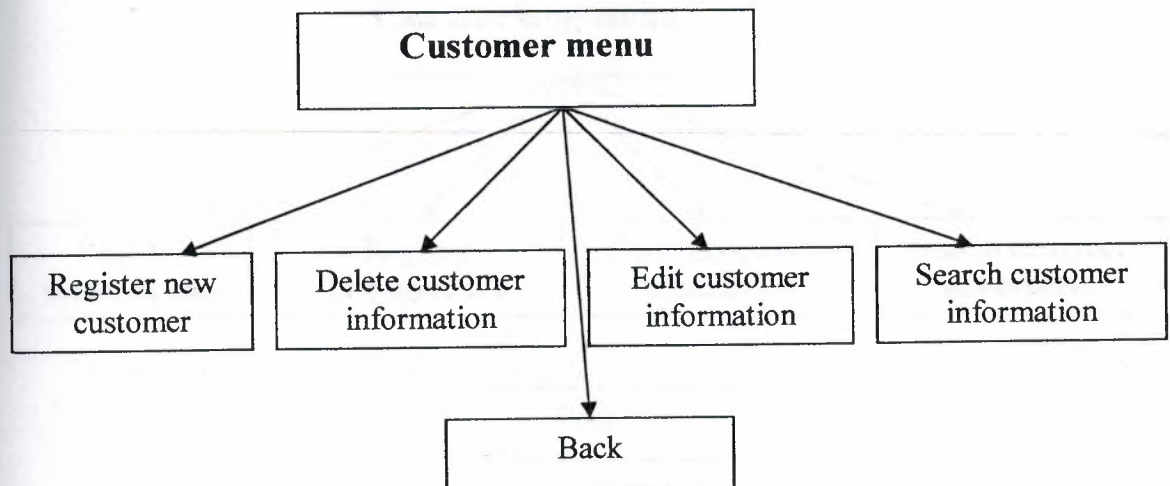 Customer menu
Register new
customer
Delete customer
information
Edit customer
information
Search customer
information
Back